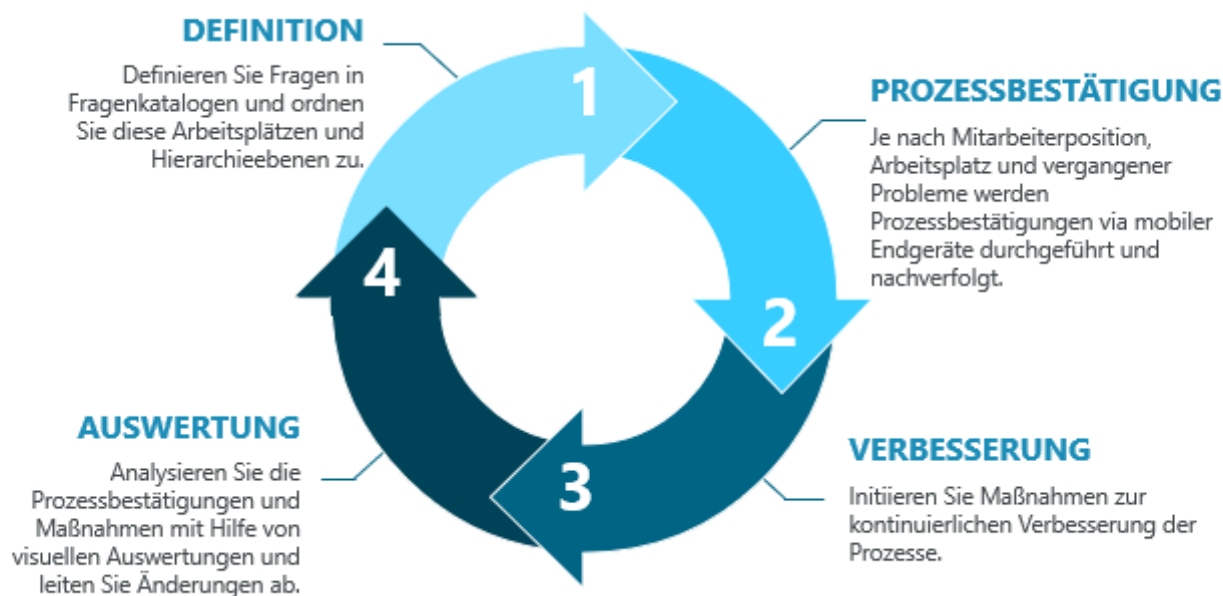 DEFINITION
Definieren Sie Fragen in
Fragenkatalogen und ordnen
Sie diese Arbeitsplätzen und
Hierarchieebenen zu.
1
PROZESSBESTÄTIGUNG
Je nach Mitarbeiterposition,
Arbeitsplatz und vergangener
Probleme werden
Prozessbestätigungen via mobiler
Endgeräte durchgeführt und
nachverfolgt.
2
VERBESSERUNG
Initiieren Sie Maßnahmen zur
kontinuierlichen Verbesserung der
Prozesse.
3
AUSWERTUNG
Analysieren Sie die
Prozessbestätigungen und
Maßnahmen mit Hilfe von
visuellen Auswertungen und
leiten Sie Änderungen ab.
4